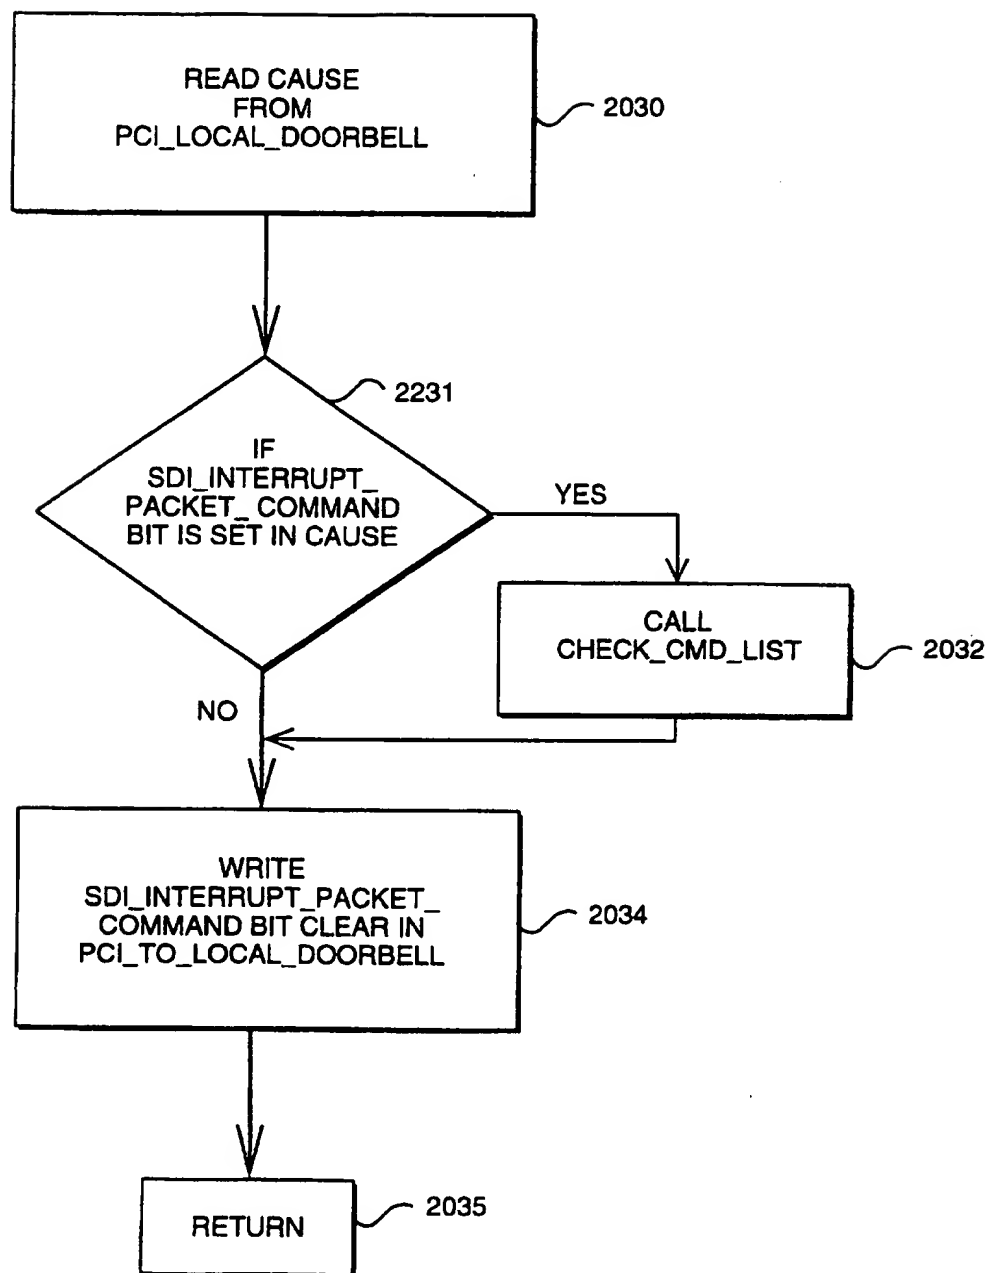 READ CAUSE
FROM
PCI_LOCAL_DOORBELL
2030
2231
IF
SDI_INTERRUPT_
PACKET_ COMMAND
BIT IS SET IN CAUSE
YES
CALL
CHECK_CMD_LIST
2032
NO
WRITE
SDI_INTERRUPT_PACKET_
COMMAND BIT CLEAR IN
PCI_TO_LOCAL_DOORBELL
2034
RETURN
2035